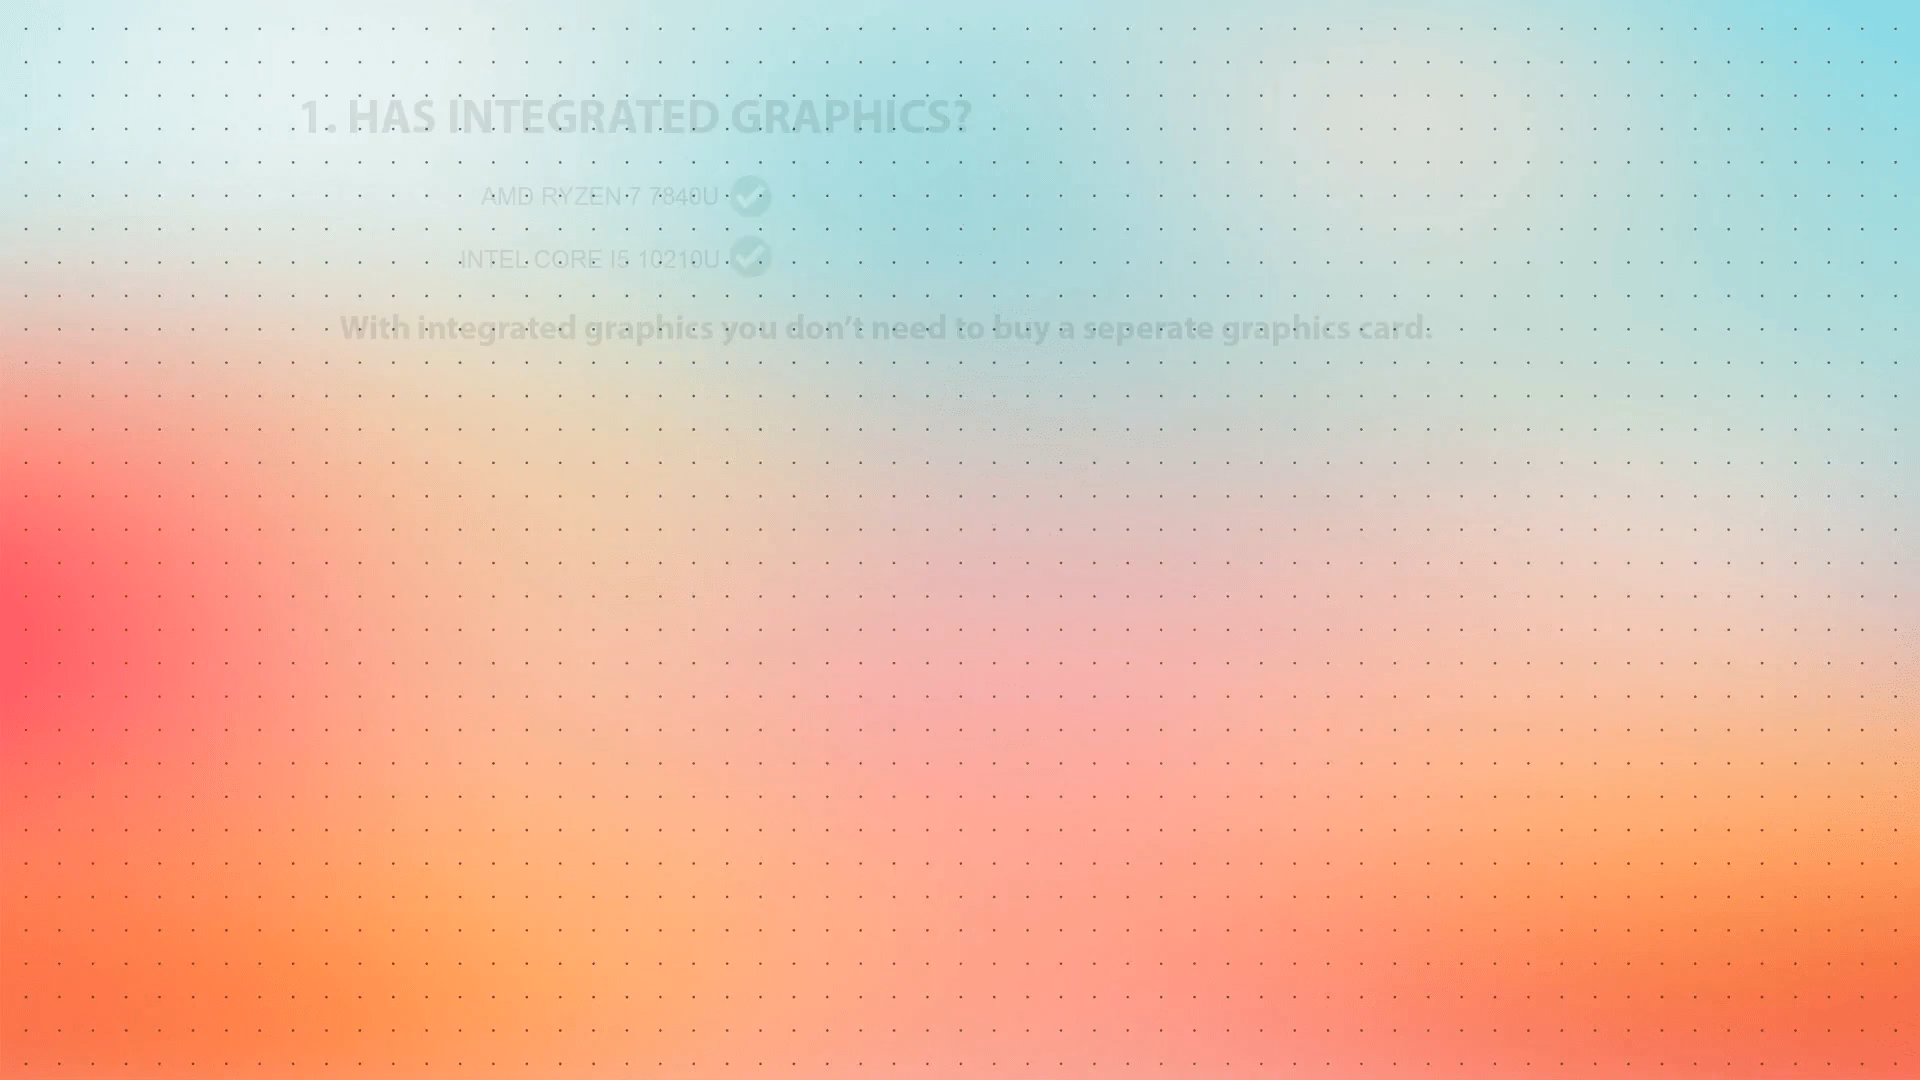 1. HAS INTEGRATED GRAPHICS?
AMD RYZEN 7 7840U
INTEL CORE I5 10210U
With integrated graphics you don't need to buy a seperate graphics card.